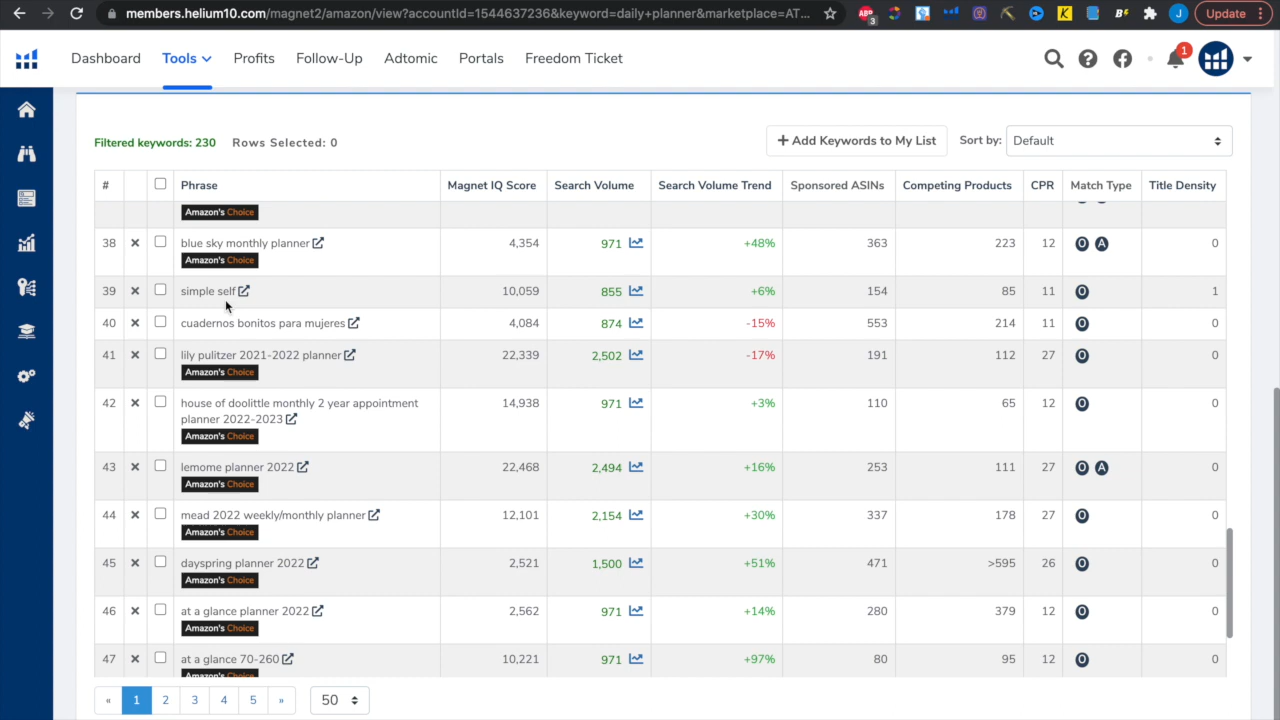 members.helium10.com/magnet2/amazon/view?accountId=1544637236&keyword=daily+planner&marketplace=AT...
3
K
B
J
Update
Dashboard
Tools
Profits
Follow-Up
Adtomic
Portals
Freedom Ticket
1
Filtered keywords: 230 Rows Selected: 0
+ Add Keywords to My List
Sort by: Default
# Phrase Magnet IQ Score Search Volume Search Volume Trend Sponsored ASINs Competing Products CPR Match Type Title Density
Amazon's Choice
38 blue sky monthly planner 4,354 971 +48% 363 223 12 O A 0
Amazon's Choice
39 simple self 10,059 855 +6% 154 85 11 O 1
40 cuadernos bonitos para mujeres 4,084 874 -15% 553 214 11 O 0
41 lily pulitzer 2021-2022 planner 22,339 2,502 -17% 191 112 27 O 0
Amazon's Choice
42 house of doolittle monthly 2 year appointment 14,938 971 +3% 110 65 12 O 0
planner 2022-2023
Amazon's Choice
43 lemome planner 2022 22,468 2,494 +16% 253 111 27 O A 0
Amazon's Choice
44 mead 2022 weekly/monthly planner 12,101 2,154 +30% 337 178 27 O 0
Amazon's Choice
45 dayspring planner 2022 2,521 1,500 +51% 471 >595 26 O 0
Amazon's Choice
46 at a glance planner 2022 2,562 971 +14% 280 379 12 O 0
Amazon's Choice
47 at a glance 70-260 10,221 971 +97% 80 95 12 O 0
Amazon's Choice
« 1 2 3 4 5 » 50